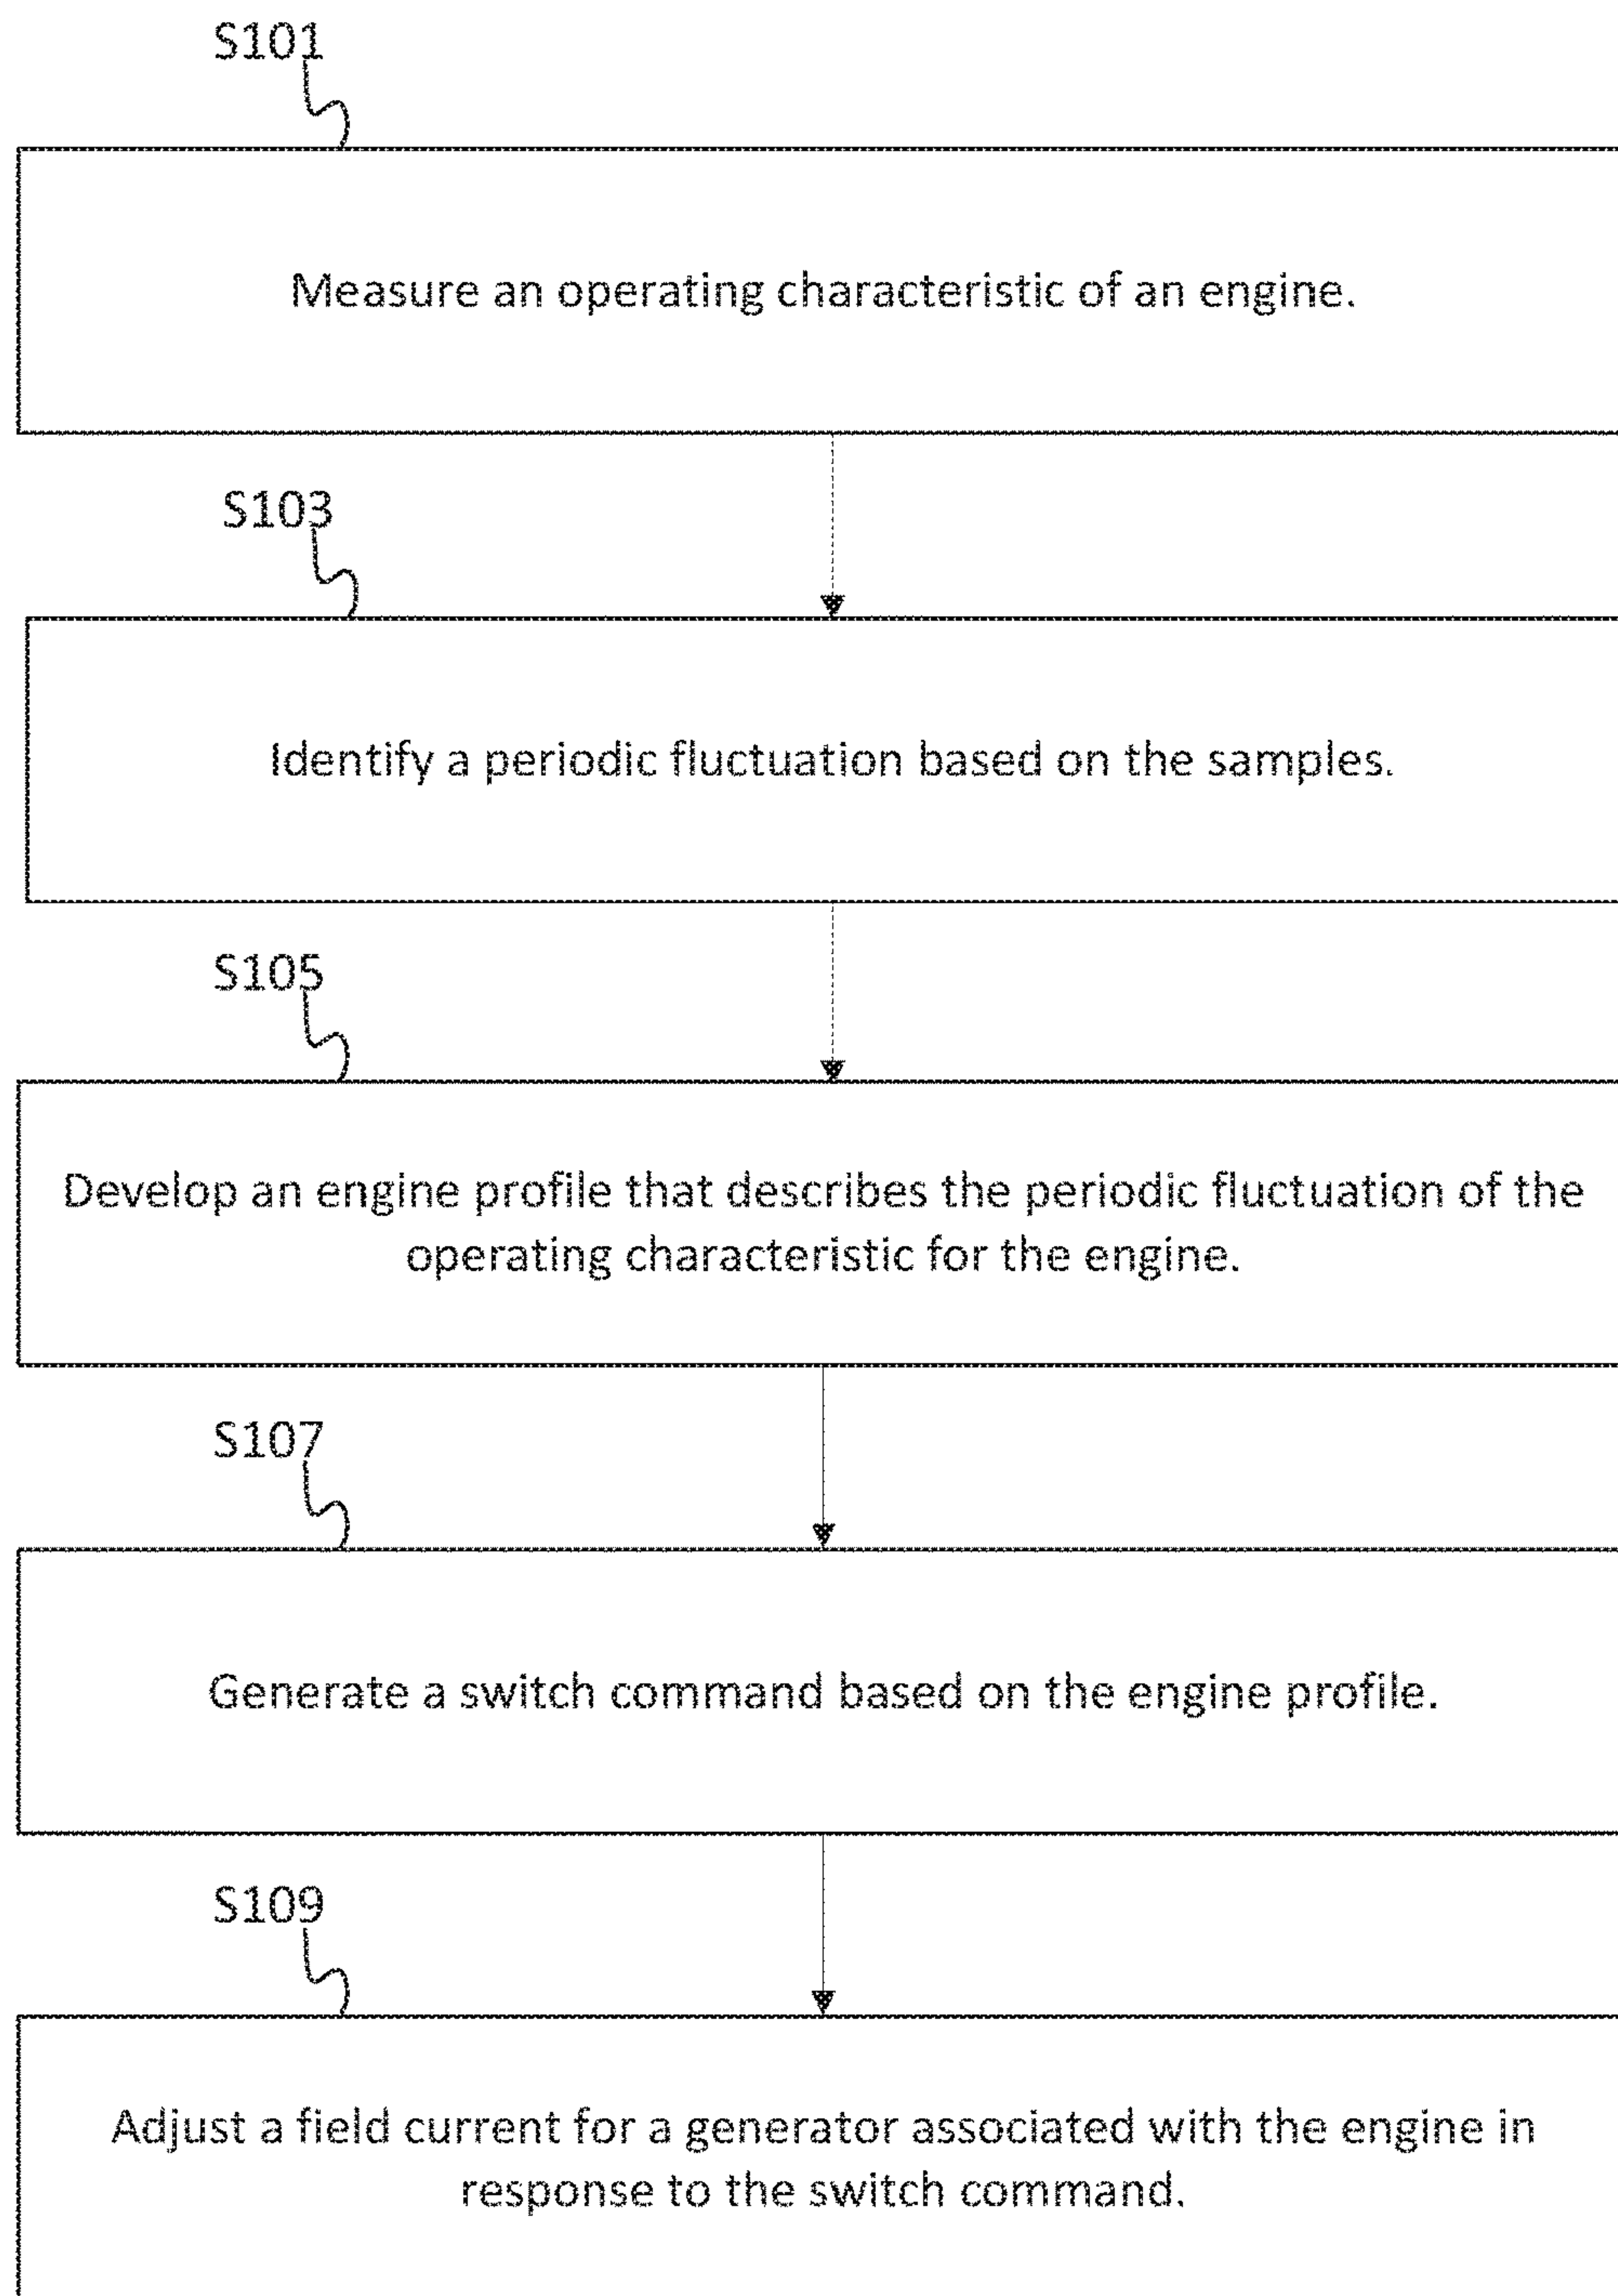 S101
Measure an operating characteristic of an engine.
S103
Identify a periodic fluctuation based on the samples.
S105
Develop an engine profile that describes the periodic fluctuation of the
operating characteristic for the engine.
S107
Generate a switch command based on the engine profile.
S109
Adjust a field current for a generator associated with the engine in
response to the switch command.